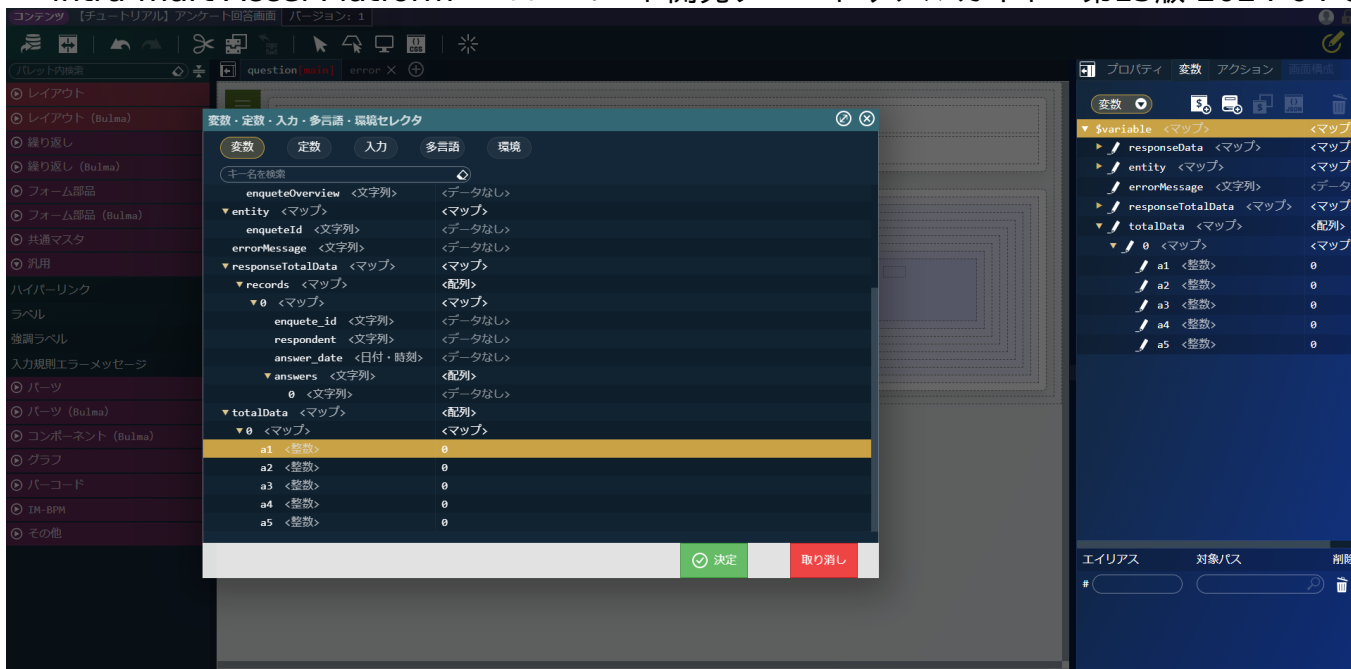 コンテンツ 【チュートリアル】アンケート回答画面 バージョン: 1
パレット内検索
question[main] error
レイアウト
レイアウト (Bulma)
繰り返し
繰り返し (Bulma)
フォーム部品
フォーム部品 (Bulma)
共通マスタ
汎用
ハイパーリンク
ラベル
強調ラベル
入力規則エラーメッセージ
パーツ
パーツ (Bulma)
コンポーネント (Bulma)
グラフ
バーコード
IM-BPM
その他
変数・定数・入力・多言語・環境セレクタ
変数 定数 入力 多言語 環境
キー名を検索
enqueteOverview <文字列> <データなし>
entity <マップ> <マップ>
enqueteId <文字列> <データなし>
errorMessage <文字列> <データなし>
responseTotalData <マップ> <マップ>
records <マップ> <配列>
0 <マップ> <マップ>
enquete_id <文字列> <データなし>
respondent <文字列> <データなし>
answer_date <日付・時刻> <データなし>
answers <文字列> <配列>
0 <文字列> <データなし>
totalData <マップ> <配列>
0 <マップ> <マップ>
a1 <整数> 0
a2 <整数> 0
a3 <整数> 0
a4 <整数> 0
a5 <整数> 0
決定 取り消し
プロパティ 変数 アクション 画面構成
変数
$variable <マップ> <マップ
responseData <マップ> <マップ
entity <マップ> <マップ
errorMessage <文字列> <データ
responseTotalData <マップ> <マップ
totalData <マップ> <配列>
0 <マップ> <マップ
a1 <整数> 0
a2 <整数> 0
a3 <整数> 0
a4 <整数> 0
a5 <整数> 0
エイリアス 対象パス 削除
#